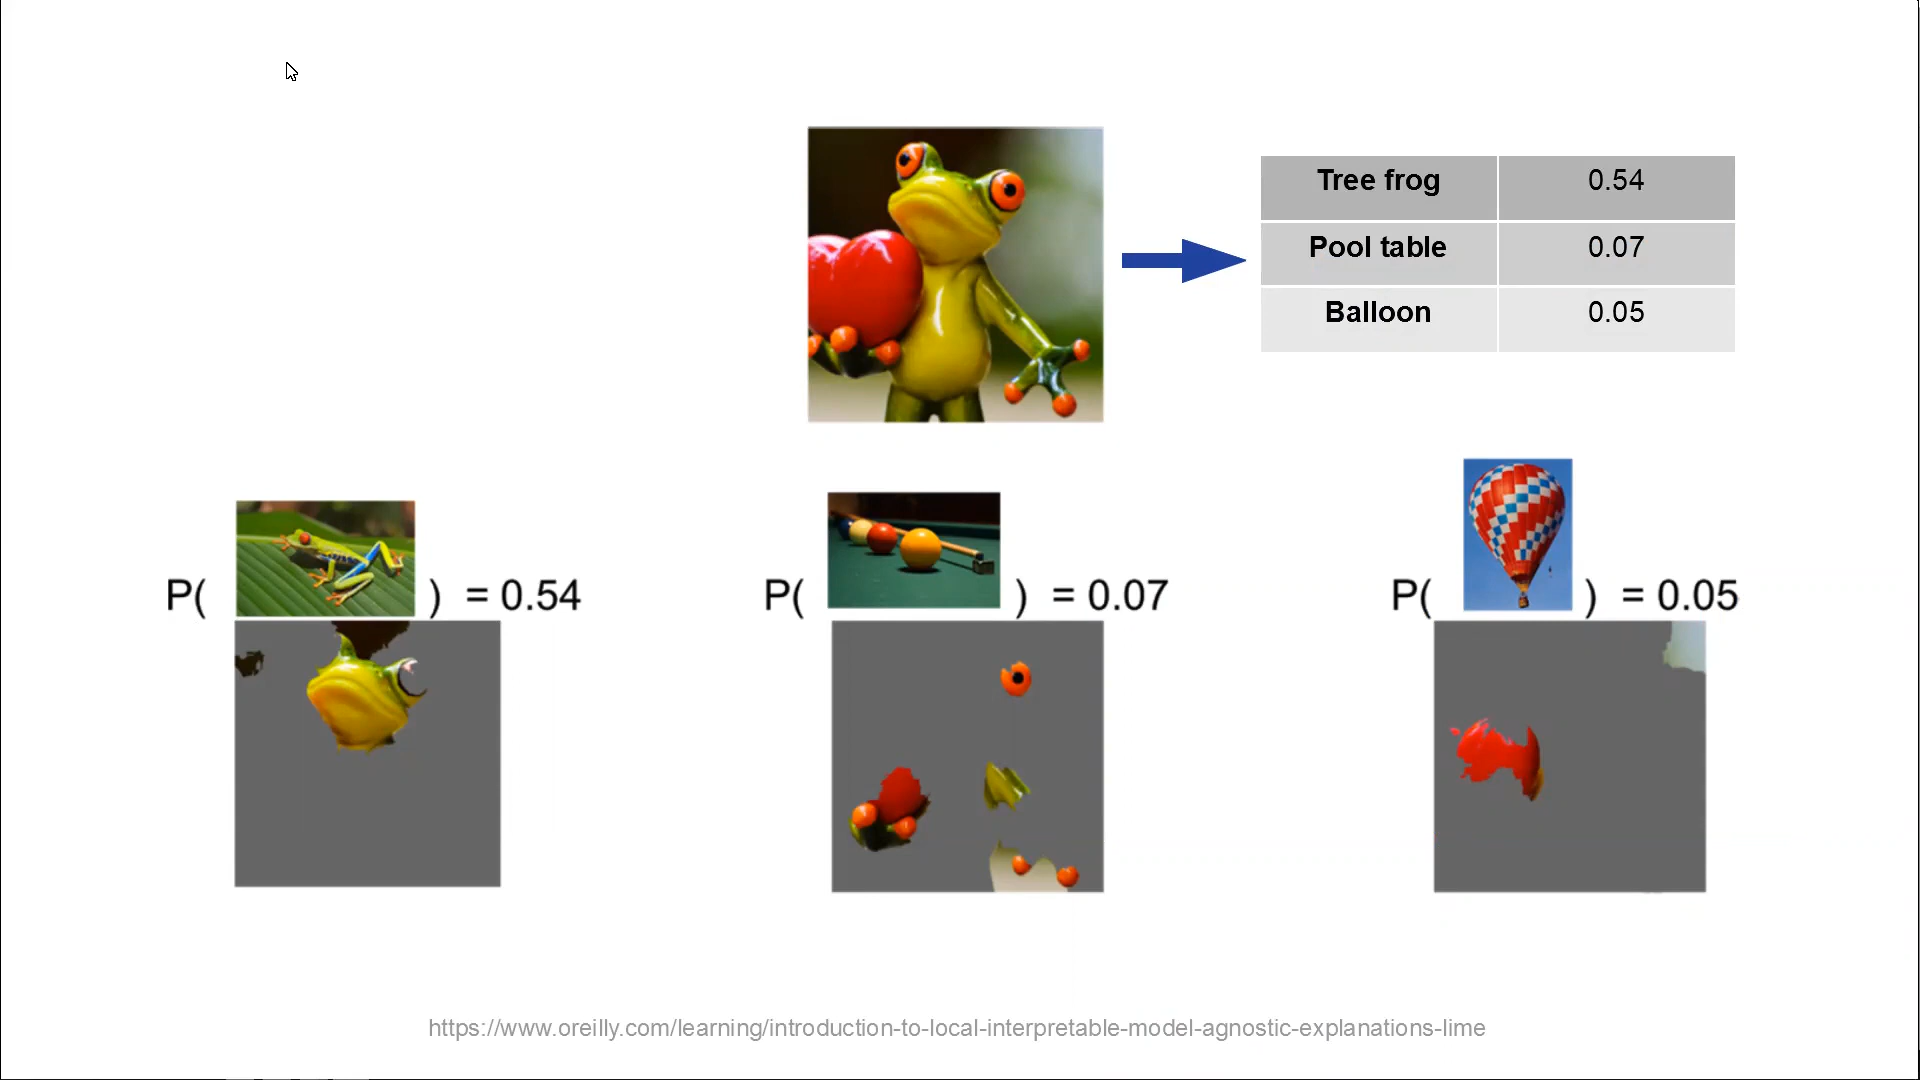 Tree frog 0.54
Pool table 0.07
Balloon 0.05
P( ) = 0.54
P( ) = 0.07
P( ) = 0.05
https://www.oreilly.com/learning/introduction-to-local-interpretable-model-agnostic-explanations-lime